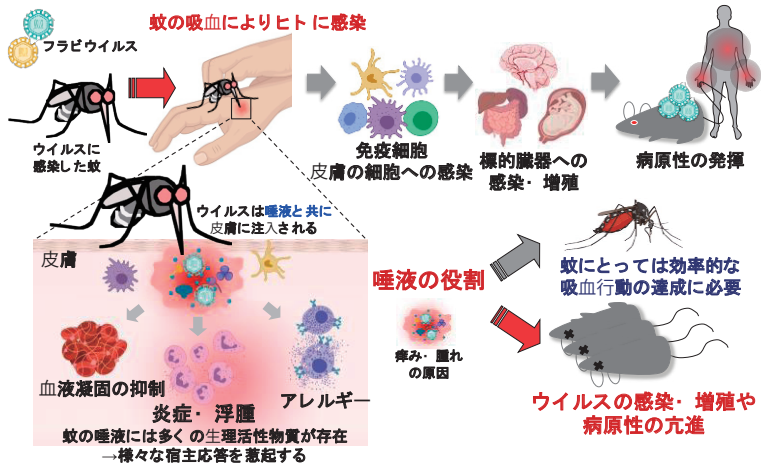 フラビウイルス
蚊の吸血によりヒトに感染
ウイルスに
感染した蚊
免疫細胞
皮膚の細胞への感染
標的臓器への
感染・増殖
病原性の発揮
ウイルスは唾液と共に
皮膚に注入される
皮膚
血液凝固の抑制
炎症・浮腫
アレルギー
蚊の唾液には多くの生理活性物質が存在
→様々な宿主応答を惹起する
唾液の役割
痒み・腫れ
の原因
蚊にとっては効率的な
吸血行動の達成に必要
ウイルスの感染・増殖や
病原性の亢進